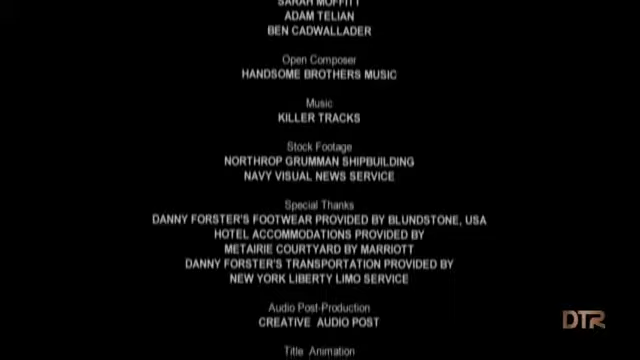 SARAH MOFFITT
ADAM TELIAN
BEN CADWALLADER
Open Composer
HANDSOME BROTHERS MUSIC
Music
KILLER TRACKS
Stock Footage
NORTHROP GRUMMAN SHIPBUILDING
NAVY VISUAL NEWS SERVICE
Special Thanks
DANNY FORSTER'S FOOTWEAR PROVIDED BY BLUNDSTONE, USA
HOTEL ACCOMMODATIONS PROVIDED BY
METAIRIE COURTYARD BY MARRIOTT
DANNY FORSTER'S TRANSPORTATION PROVIDED BY
NEW YORK LIBERTY LIMO SERVICE
Audio Post-Production
CREATIVE AUDIO POST
DTR
Title Animation